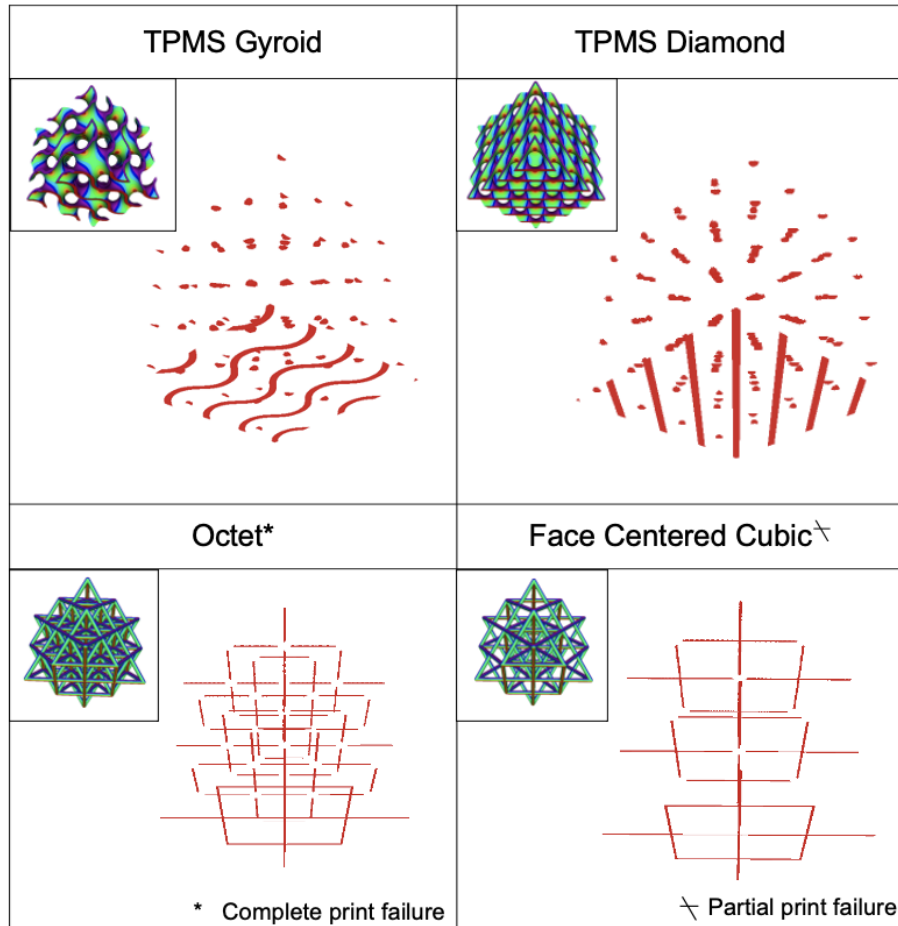 TPMS Gyroid
TPMS Diamond
Octet*
Face Centered Cubic⍀
* Complete print failure
⍀ Partial print failure